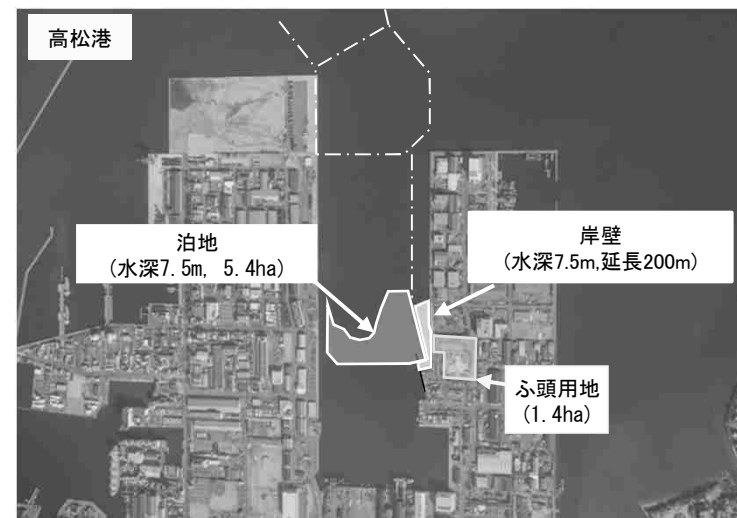 高松港
泊地
(水深7.5m, 5.4ha)
岸壁
(水深7.5m,延長200m)
ふ頭用地
(1.4ha)